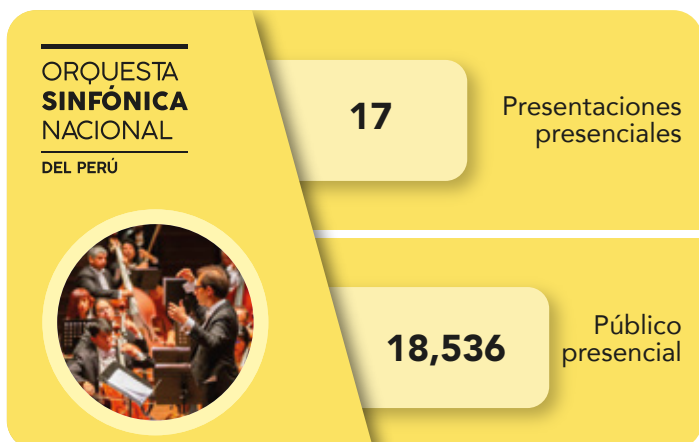 ORQUESTA
SINFÓNICA
NACIONAL
DEL PERÚ
17
Presentaciones
presenciales
18,536
Público
presencial